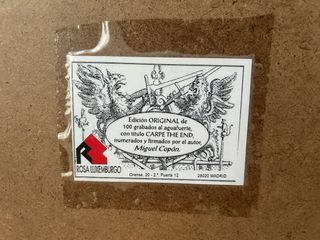 Edición ORIGINAL de
100 grabados al aguafuerte,
con título CARPE THE END,
numerados y firmados por el autor,
Miguel Copón.
ROSA LUXEMBURGO
Orense, 20 - 2.ª, Puerta 12
28020 MADRID